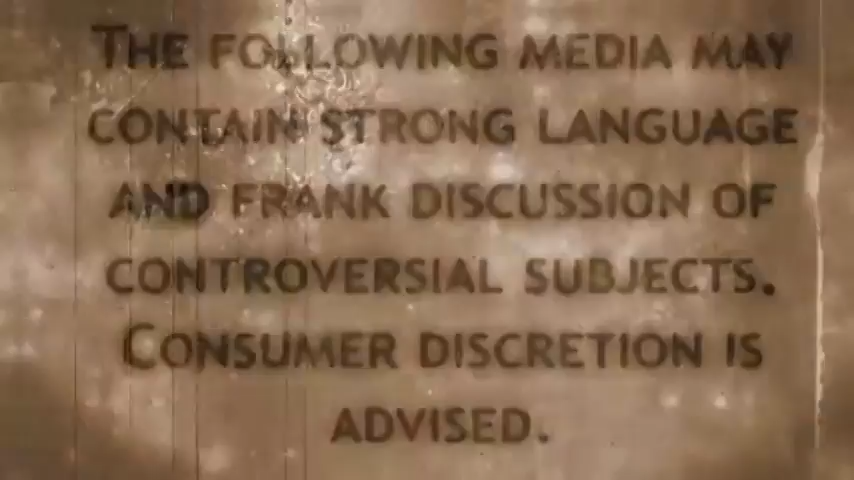 The following media may
contain strong language
and frank discussion of
controversial subjects.
Consumer discretion is
advised.